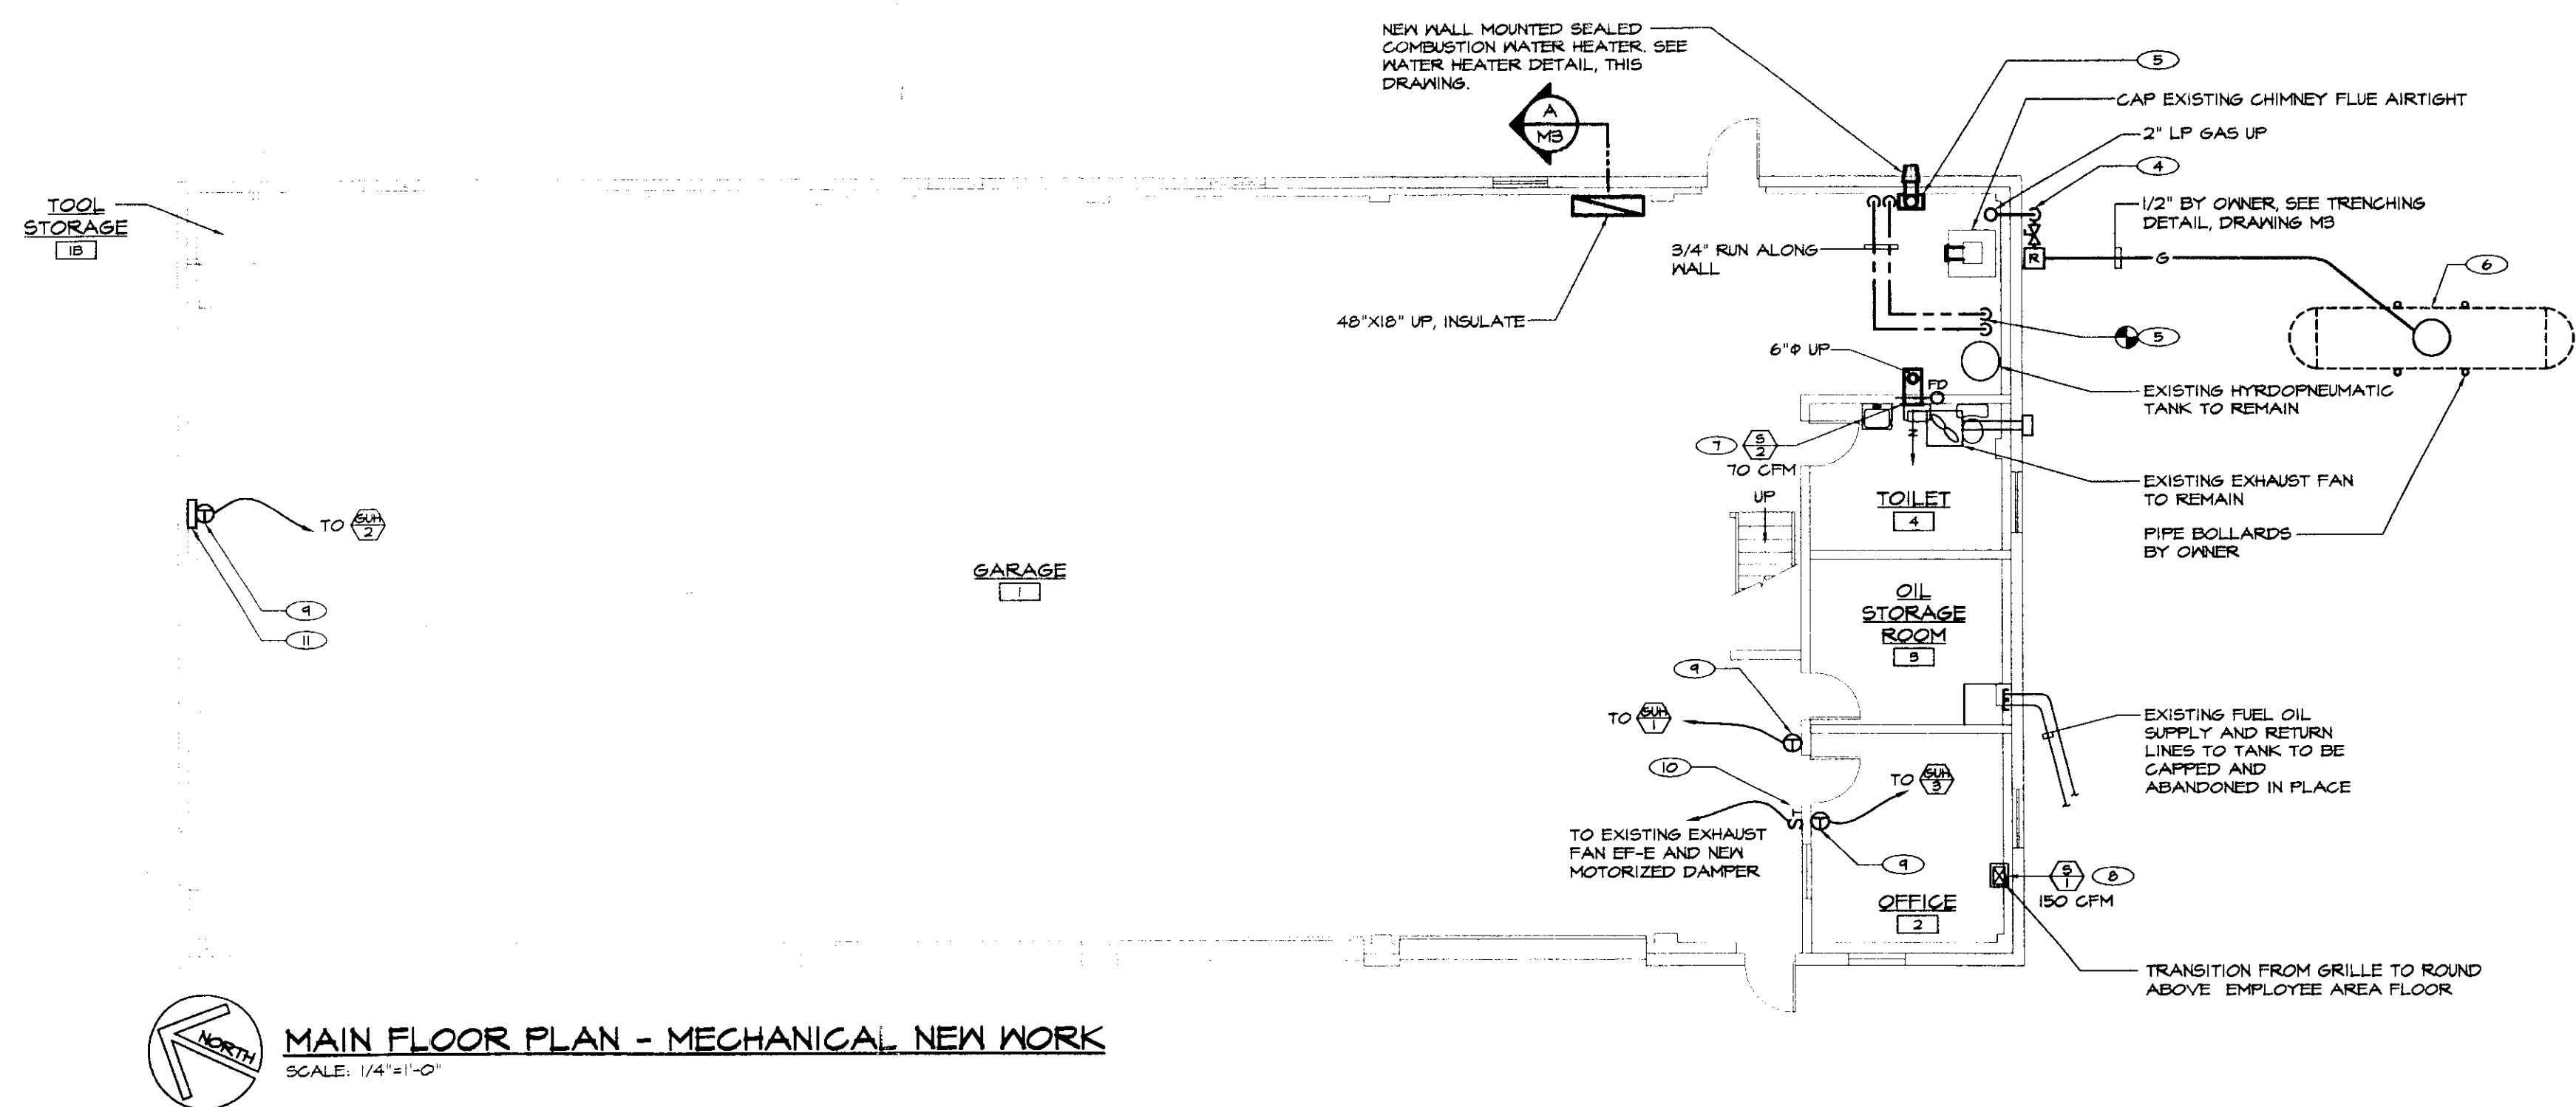 NEW WALL MOUNTED SEALED
COMBUSTION WATER HEATER. SEE
WATER HEATER DETAIL, THIS
DRAWING.
5
CAP EXISTING CHIMNEY FLUE AIRTIGHT
2" LP GAS UP
4
1/2" BY OWNER, SEE TRENCHING
DETAIL, DRAWING M3
A
M3
TOOL
STORAGE
1B
3/4" RUN ALONG
WALL
R
G
6
48"X18" UP, INSULATE
5
6"Φ UP
FD
EXISTING HYRDOPNEUMATIC
TANK TO REMAIN
7
S
2
70 CFM
EXISTING EXHAUST FAN
TO REMAIN
UP
TOILET
4
PIPE BOLLARDS
BY OWNER
T
TO
GUH
2
9
11
GARAGE
1
OIL
STORAGE
ROOM
3
9
TO
GUH
1
T
EXISTING FUEL OIL
SUPPLY AND RETURN
LINES TO TANK TO BE
CAPPED AND
ABANDONED IN PLACE
10
TO
GUH
3
ST
T
TO EXISTING EXHAUST
FAN EF-E AND NEW
MOTORIZED DAMPER
9
S
1
8
150 CFM
OFFICE
2
TRANSITION FROM GRILLE TO ROUND
ABOVE EMPLOYEE AREA FLOOR
NORTH
MAIN FLOOR PLAN - MECHANICAL NEW WORK
SCALE: 1/4"=1'-0"